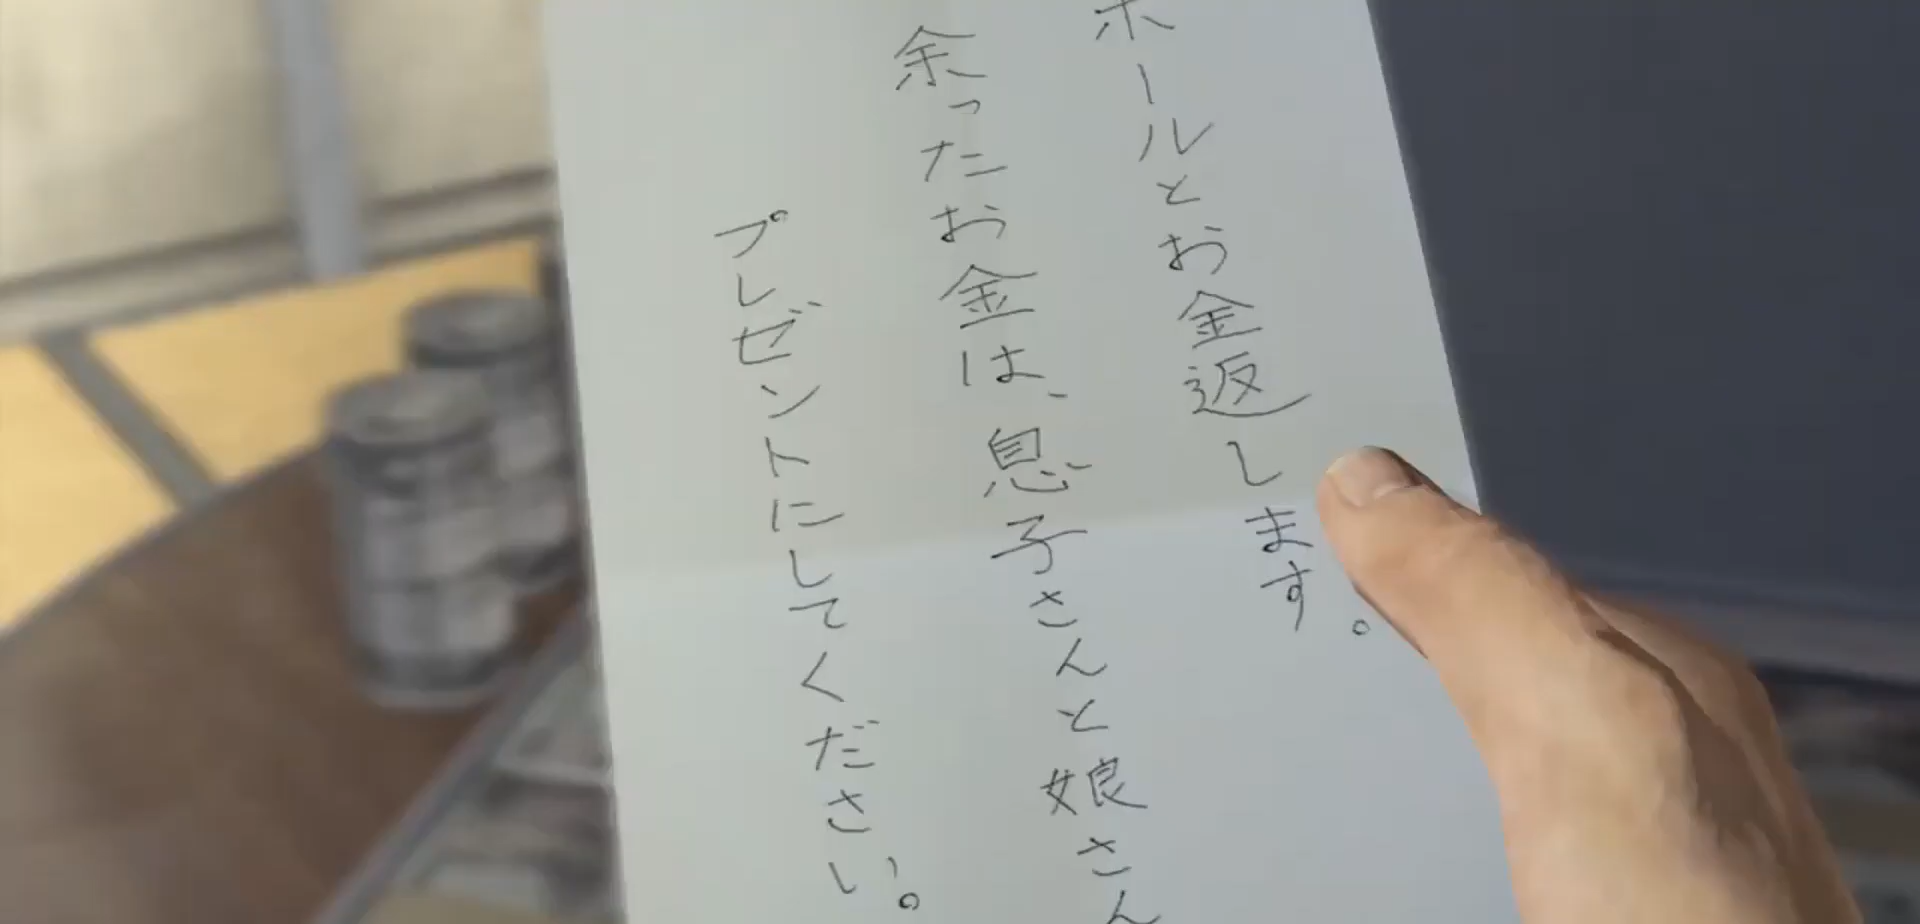 ボールとお金返します。
余ったお金は、息子さんと娘さん
プレゼントにしてください。